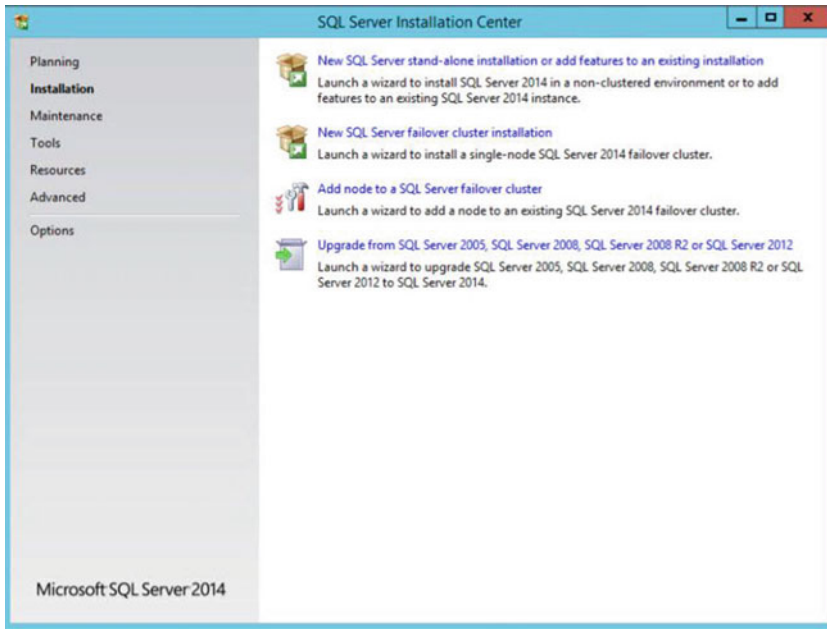 SQL Server Installation Center
Planning
Installation
Maintenance
Tools
Resources
Advanced
Options
New SQL Server stand-alone installation or add features to an existing installation
Launch a wizard to install SQL Server 2014 in a non-clustered environment or to add
features to an existing SQL Server 2014 instance.
New SQL Server failover cluster installation
Launch a wizard to install a single-node SQL Server 2014 failover cluster.
Add node to a SQL Server failover cluster
Launch a wizard to add a node to an existing SQL Server 2014 failover cluster.
Upgrade from SQL Server 2005, SQL Server 2008, SQL Server 2008 R2 or SQL Server 2012
Launch a wizard to upgrade SQL Server 2005, SQL Server 2008, SQL Server 2008 R2 or SQL
Server 2012 to SQL Server 2014.
Microsoft SQL Server 2014